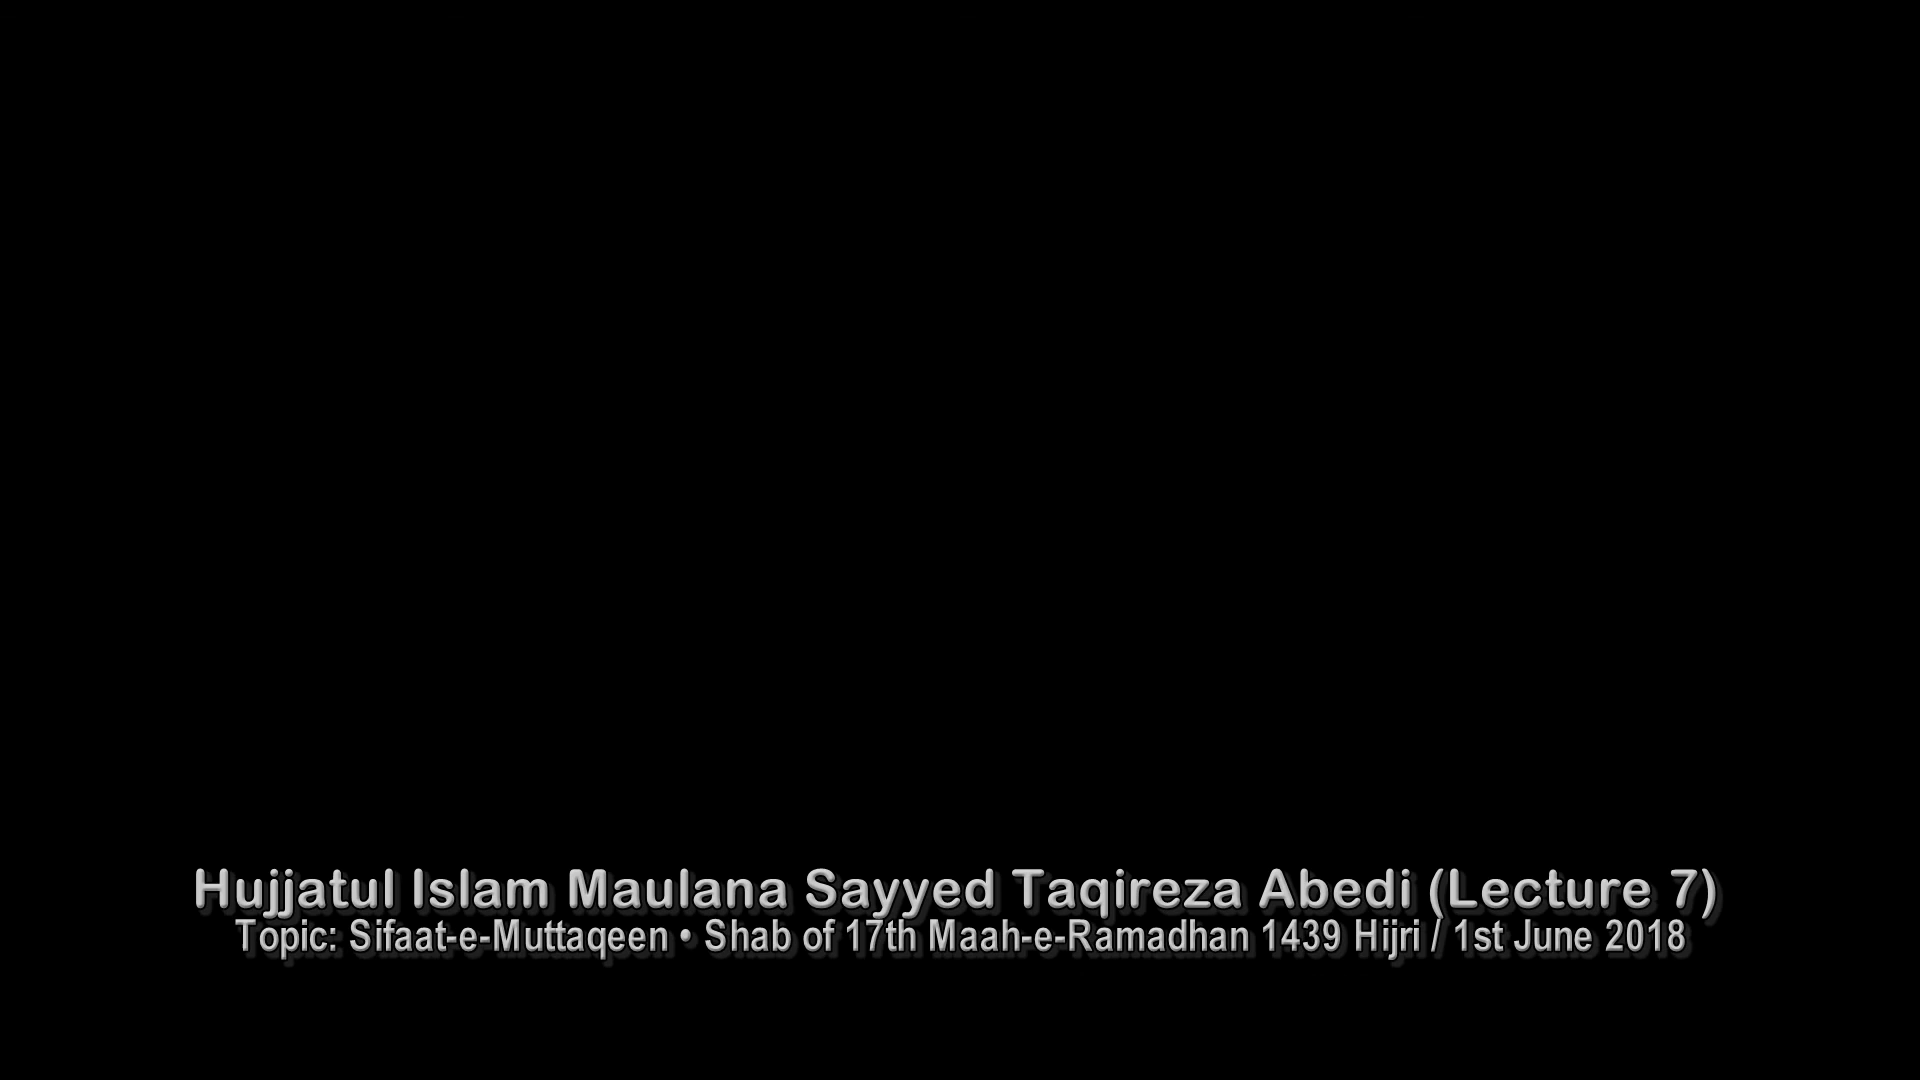 Hujjatul Islam Maulana Sayyed Taqireza Abedi (Lecture 7)
Topic: Sifaat-e-Muttaqeen • Shab of 17th Maah-e-Ramadhan 1439 Hijri / 1st June 2018